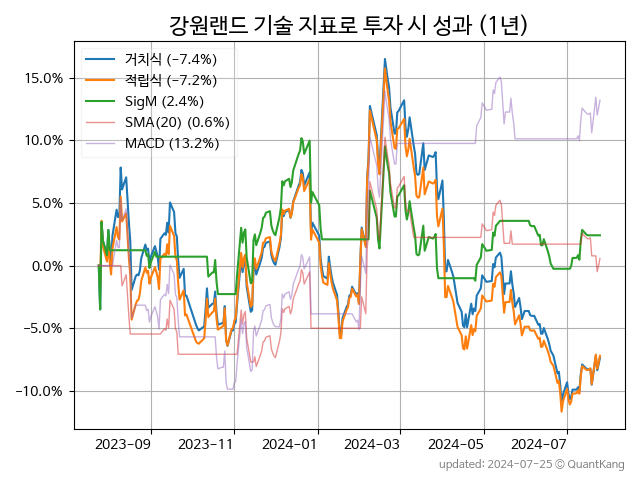 강원랜드 기술 지표로 투자 시 성과 (1년)
거치식 (−7.4%)
적립식 (−7.2%)
SigM (2.4%)
SMA(20) (0.6%)
MACD (13.2%)
15.0%
10.0%
5.0%
0.0%
−5.0%
−10.0%
2023−09 2023−11 2024−01 2024−03 2024−05 2024−07
updated: 2024-07-25 © QuantKang